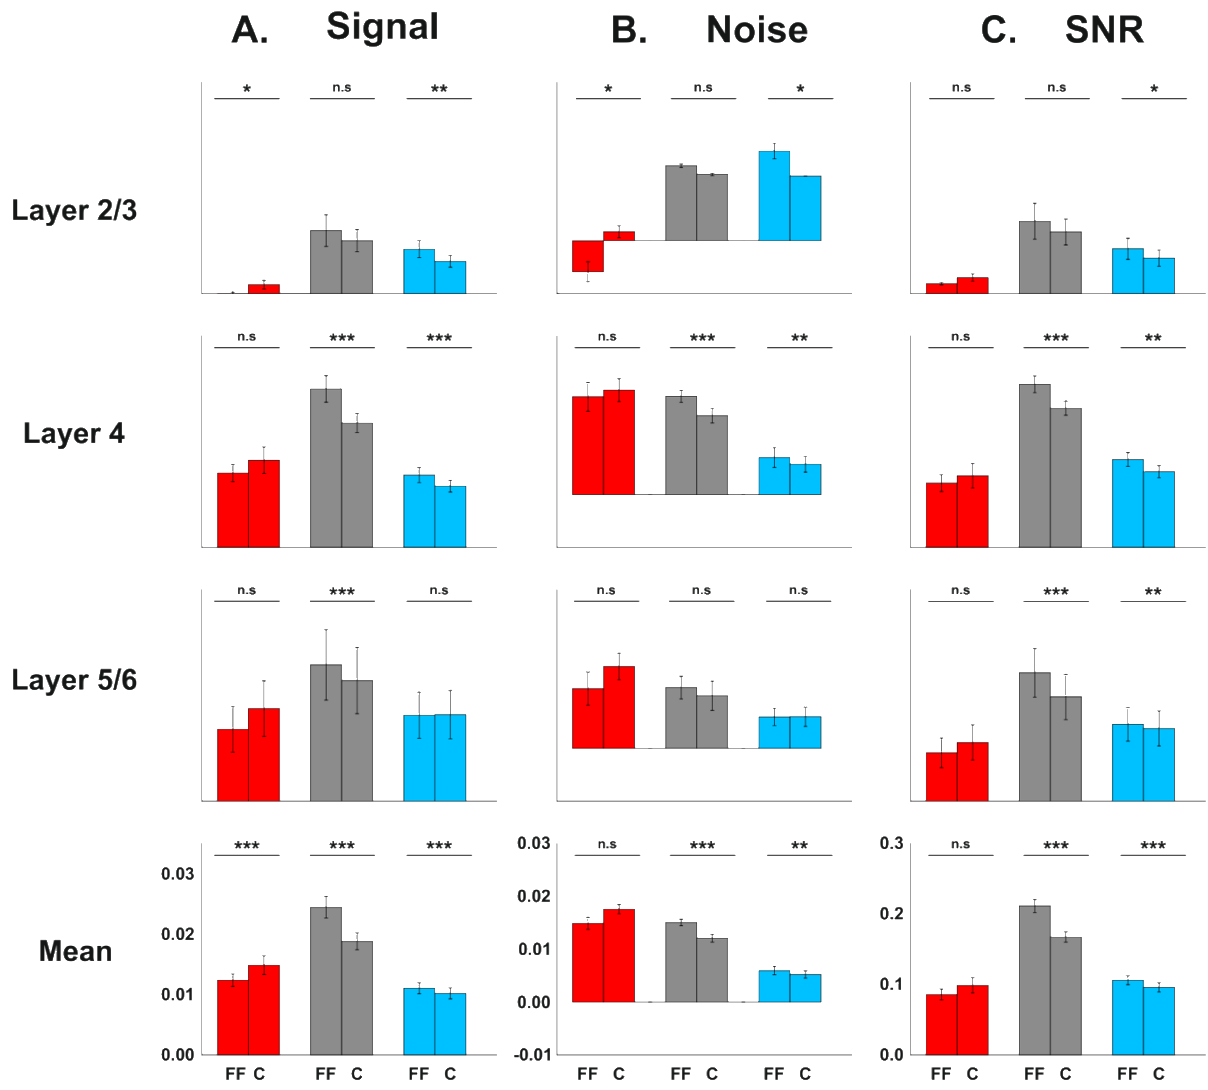 A. Signal B. Noise C. SNR
* n.s ** * n.s * n.s n.s *
Layer 2/3
n.s *** *** n.s *** ** n.s *** **
Layer 4
n.s *** n.s n.s n.s n.s n.s *** **
Layer 5/6
*** *** *** n.s *** ** n.s *** ***
0.03 0.03 0.3
0.02 0.02 0.2
Mean
0.01 0.01 0.1
0.00 0.00 0.0
-0.01
FF C FF C FF C FF C FF C FF C FF C FF C FF C